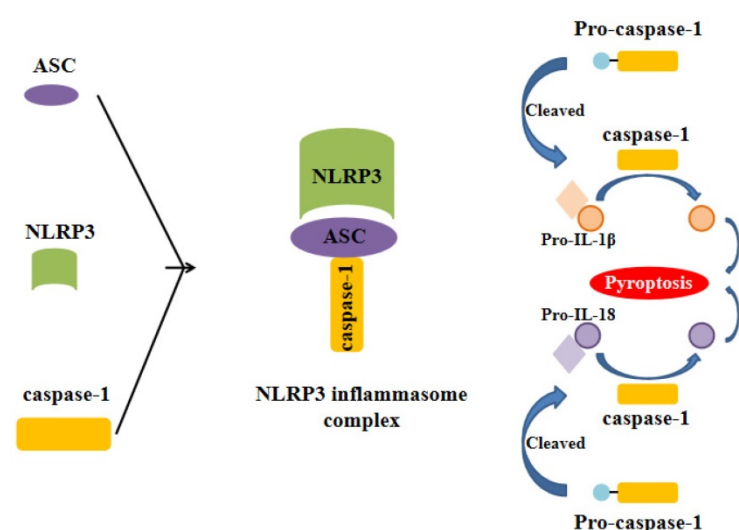 ASC
NLRP3
caspase-1
NLRP3
ASC
caspase-1
NLRP3 inflammasome
complex
Pro-caspase-1
Cleaved
caspase-1
Pro-IL-1β
Pyroptosis
Pro-IL-18
caspase-1
Cleaved
Pro-caspase-1